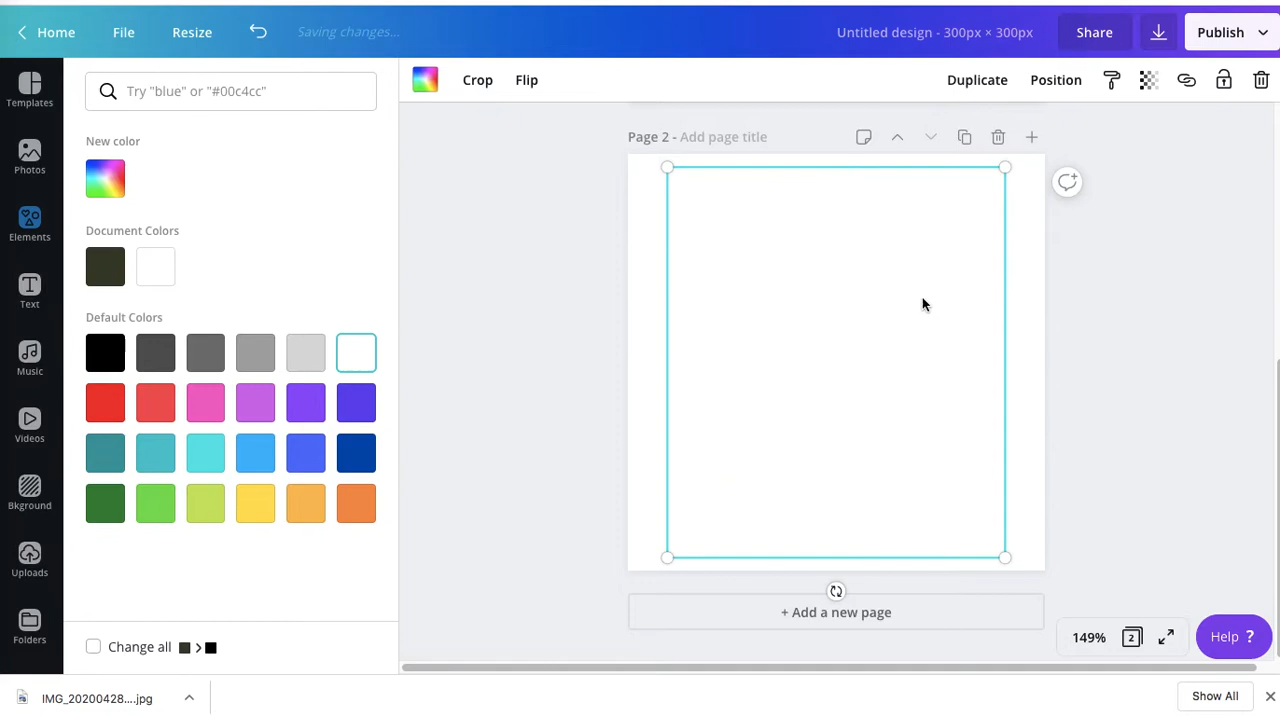 Home
File
Resize
Saving changes...
Untitled design - 300px × 300px
Share
Publish
Templates
Photos
Elements
Text
Music
Videos
Bkground
Uploads
Folders
Try "blue" or "#00c4cc"
New color
Document Colors
Default Colors
Change all
Crop
Flip
Duplicate
Position
Page 2 - Add page title
+ Add a new page
149%
2
Help ?
IMG_20200428....jpg
Show All